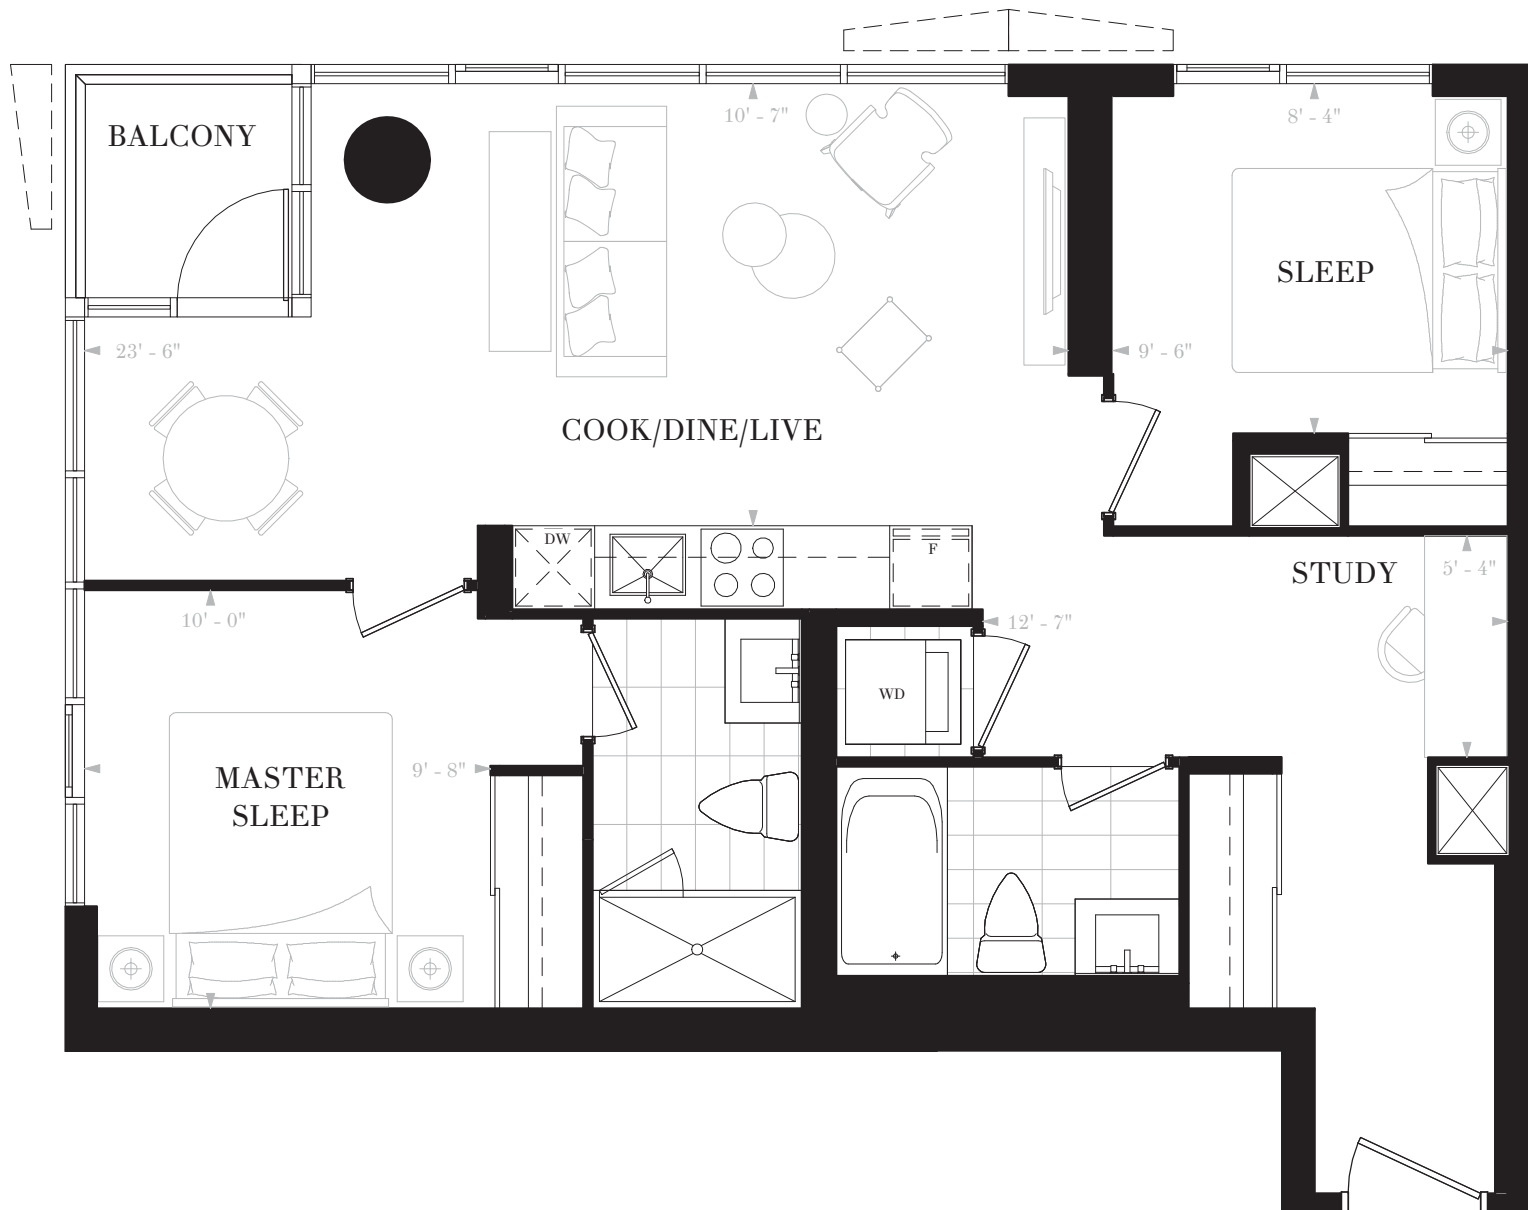 10' - 7"
8' - 4"
BALCONY
SLEEP
23' - 6"
9' - 6"
COOK/DINE/LIVE
DW
F
STUDY
5' - 4"
10' - 0"
12' - 7"
WD
MASTER
SLEEP
9' - 8"